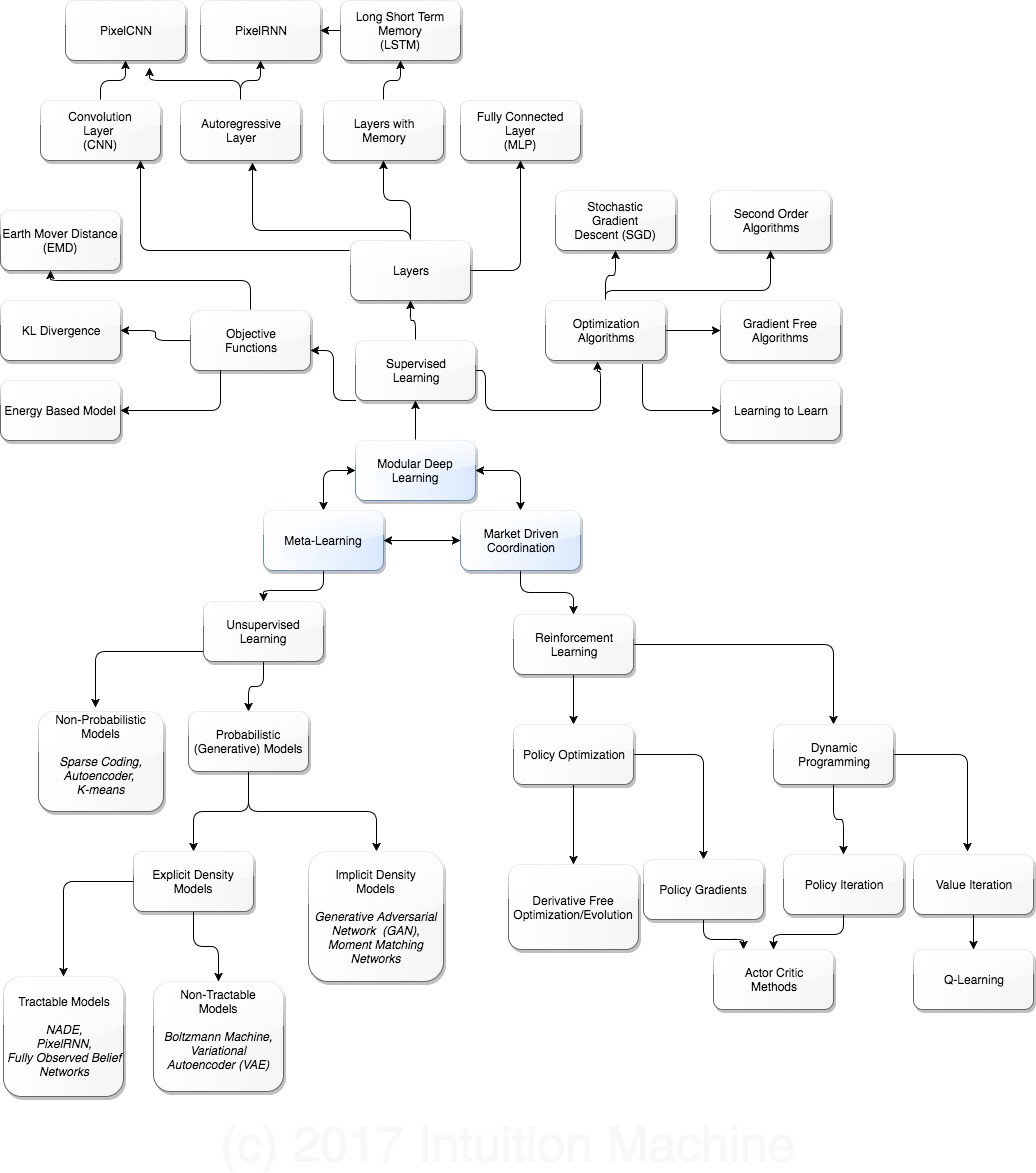 PixelCNN
PixelRNN
Long Short Term
Memory
(LSTM)
Convolution
Layer
(CNN)
Autoregressive
Layer
Layers with
Memory
Fully Connected
Layer
(MLP)
Stochastic
Gradient
Descent (SGD)
Second Order
Algorithms
Earth Mover Distance
(EMD)
Layers
KL Divergence
Objective
Functions
Optimization
Algorithms
Gradient Free
Algorithms
Supervised
Learning
Energy Based Model
Learning to Learn
Modular Deep
Learning
Meta-Learning
Market Driven
Coordination
Unsupervised
Learning
Reinforcement
Learning
Non-Probabilistic
Models
Sparse Coding,
Autoencoder,
K-means
Probabilistic
(Generative) Models
Policy Optimization
Dynamic
Programming
Explicit Density
Models
Implicit Density
Models
Generative Adversarial
Network (GAN),
Moment Matching
Networks
Derivative Free
Optimization/Evolution
Policy Gradients
Policy Iteration
Value Iteration
Tractable Models
NADE,
PixelRNN,
Fully Observed Belief
Networks
Non-Tractable
Models
Boltzmann Machine,
Variational
Autoencoder (VAE)
Actor Critic
Methods
Q-Learning
(c) 2017 Intuition Machine